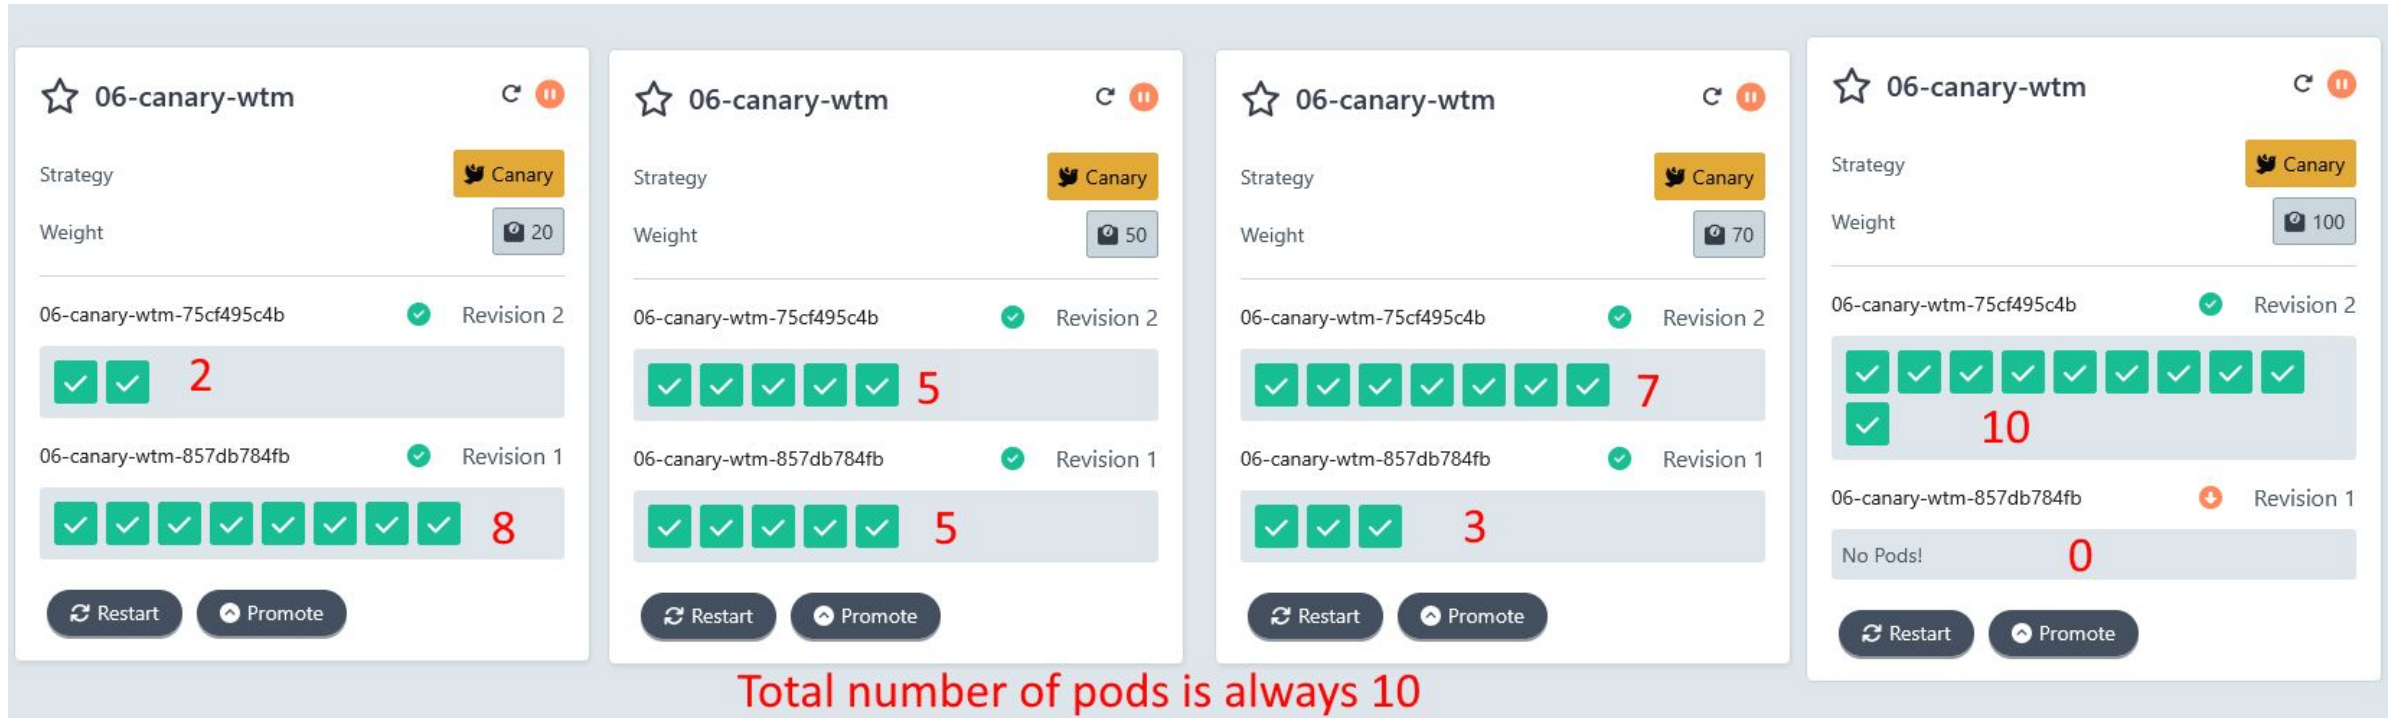 06-canary-wtm
Strategy
Canary
Weight
20
06-canary-wtm-75cf495c4b
Revision 2
2
06-canary-wtm-857db784fb
Revision 1
8
Restart
Promote
06-canary-wtm
Strategy
Canary
Weight
50
06-canary-wtm-75cf495c4b
Revision 2
5
06-canary-wtm-857db784fb
Revision 1
5
Restart
Promote
06-canary-wtm
Strategy
Canary
Weight
70
06-canary-wtm-75cf495c4b
Revision 2
7
06-canary-wtm-857db784fb
Revision 1
3
Restart
Promote
06-canary-wtm
Strategy
Canary
Weight
100
06-canary-wtm-75cf495c4b
Revision 2
10
06-canary-wtm-857db784fb
Revision 1
No Pods!
0
Restart
Promote
Total number of pods is always 10